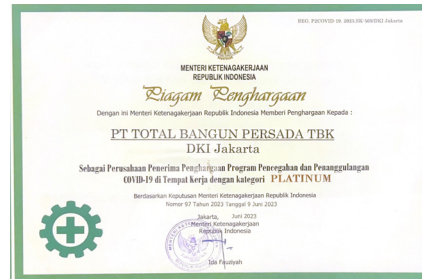 MENTERI KETENAGAKERJAAN
REPUBLIK INDONESIA
Piagam Penghargaan
Dengan ini Menteri Ketenagakerjaan Republik Indonesia Memberi Penghargaan Kepada :
PT TOTAL BANGUN PERSADA TBK
DKI Jakarta
Sebagai Perusahaan Penerima Penghargaan Program Pencegahan dan Penanggulangan
COVID-19 di Tempat Kerja dengan kategori PLATINUM
Berdasarkan Keputusan Menteri Ketenagakerjaan Republik Indonesia
Nomor 97 Tahun 2023 Tanggal 9 Juni 2023
Jakarta, Juni 2023
Menteri Ketenagakerjaan
Republik Indonesia
Ida Fauziyah